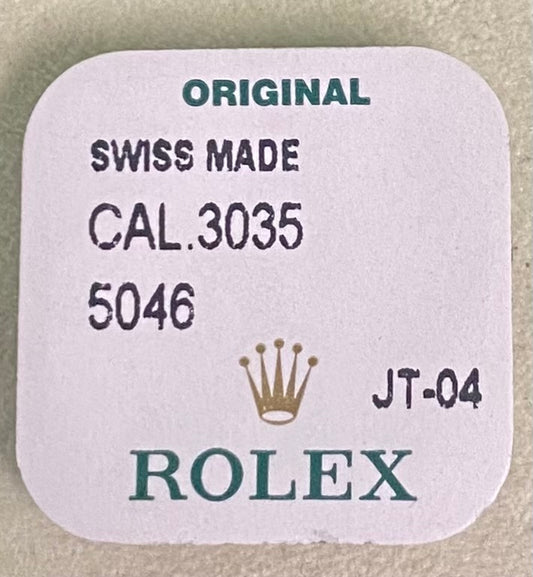 ORIGINAL
SWISS MADE
CAL.3035
5046
JT-04
ROLEX